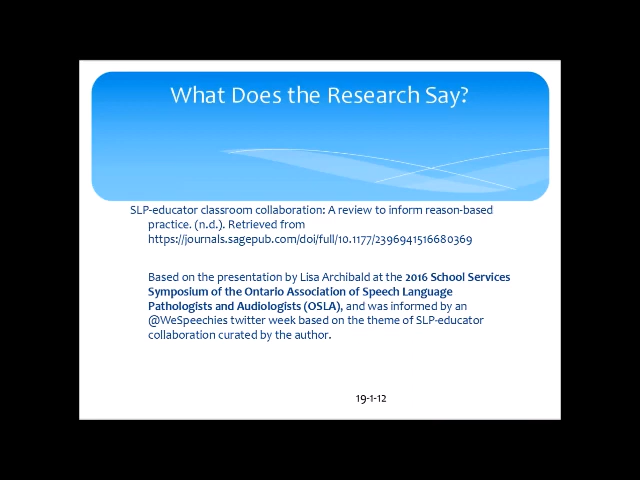 What Does the Research Say?
SLP-educator classroom collaboration: A review to inform reason-based
practice. (n.d.). Retrieved from
https://journals.sagepub.com/doi/full/10.1177/2396941516680369
Based on the presentation by Lisa Archibald at the 2016 School Services
Symposium of the Ontario Association of Speech Language
Pathologists and Audiologists (OSLA), and was informed by an
@WeSpeechies twitter week based on the theme of SLP-educator
collaboration curated by the author.
19-1-12